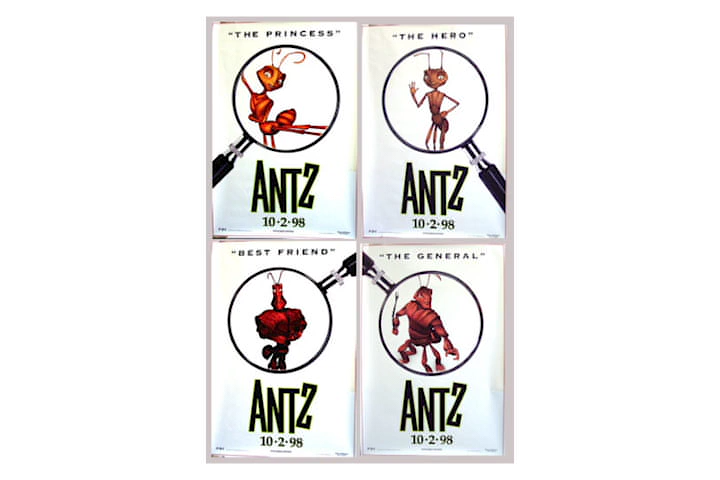 "THE PRINCESS"
ANTZ
10·2·98
"THE HERO"
ANTZ
10·2·98
"BEST FRIEND"
ANTZ
10·2·98
"THE GENERAL"
ANTZ
10·2·98